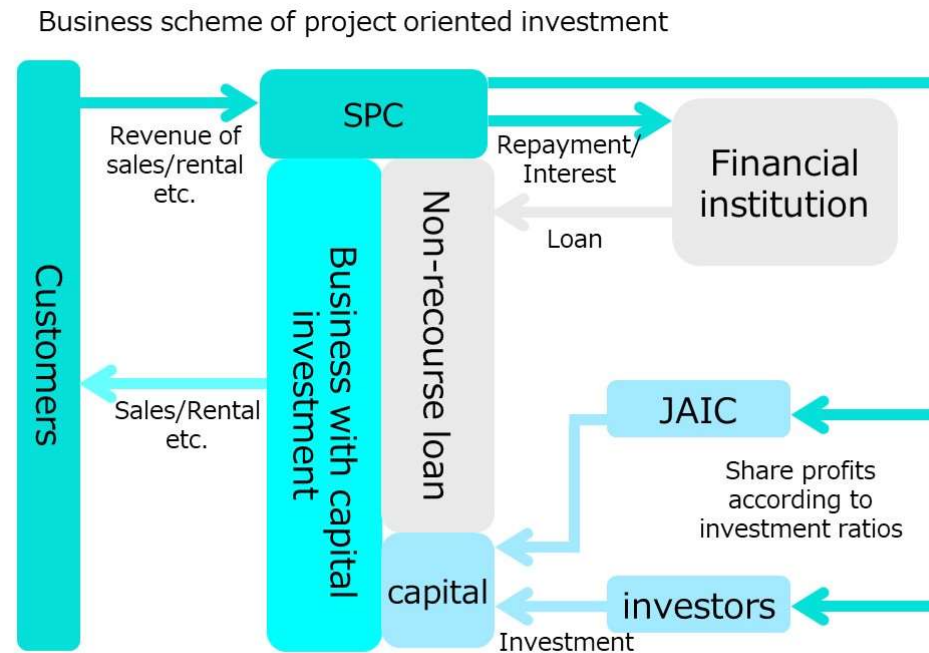 Business scheme of project oriented investment
SPC
Revenue of
sales/rental
etc.
Repayment/
Interest
Financial
institution
Loan
Customers
Business with capital
investment
Non-recourse loan
Sales/Rental
etc.
JAIC
Share profits
according to
investment ratios
capital
investors
Investment